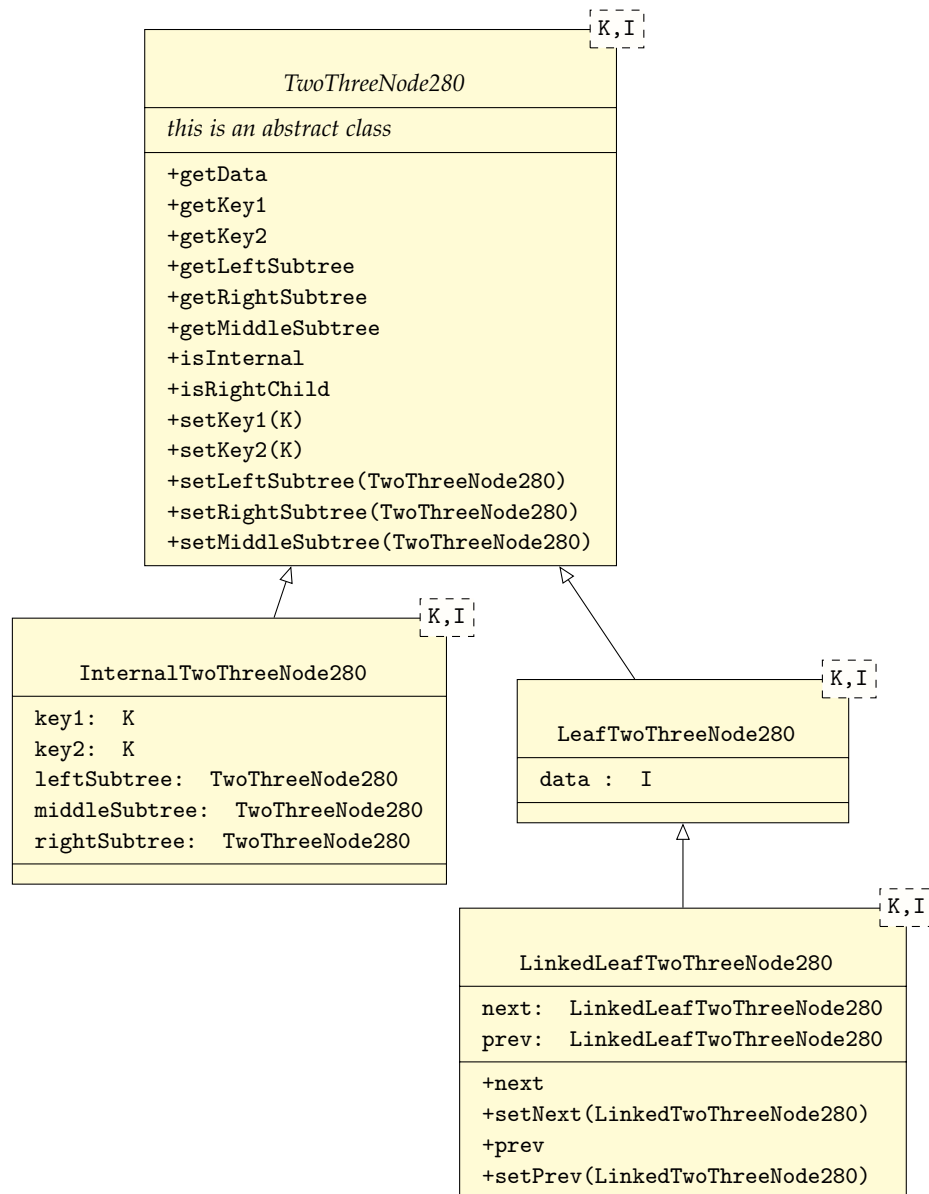 K,I
TwoThreeNode280
this is an abstract class
+getData
+getKey1
+getKey2
+getLeftSubtree
+getRightSubtree
+getMiddleSubtree
+isInternal
+isRightChild
+setKey1(K)
+setKey2(K)
+setLeftSubtree(TwoThreeNode280)
+setRightSubtree(TwoThreeNode280)
+setMiddleSubtree(TwoThreeNode280)
K,I
InternalTwoThreeNode280
key1: K
key2: K
leftSubtree: TwoThreeNode280
middleSubtree: TwoThreeNode280
rightSubtree: TwoThreeNode280
K,I
LeafTwoThreeNode280
data : I
K,I
LinkedLeafTwoThreeNode280
next: LinkedLeafTwoThreeNode280
prev: LinkedLeafTwoThreeNode280
+next
+setNext(LinkedTwoThreeNode280)
+prev
+setPrev(LinkedTwoThreeNode280)